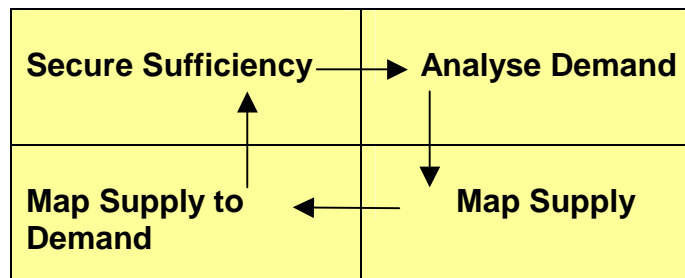 Secure Sufficiency
Analyse Demand
Map Supply to
Demand
Map Supply